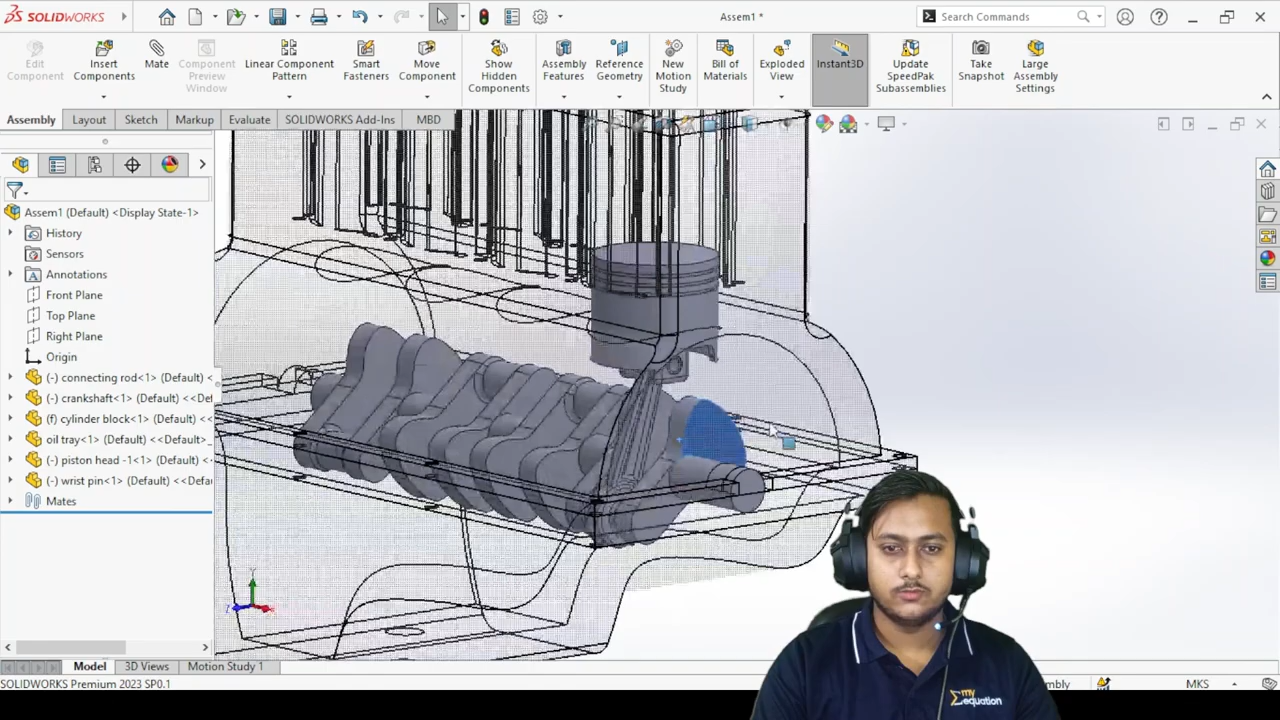 SOLIDWORKS
Assem1 *
Search Commands
Edit Component
Insert Components
Mate
Component Preview Window
Linear Component Pattern
Smart Fasteners
Move Component
Show Hidden Components
Assembly Features
Reference Geometry
New Motion Study
Bill of Materials
Exploded View
Instant3D
Update SpeedPak Subassemblies
Take Snapshot
Large Assembly Settings
Assembly
Layout
Sketch
Markup
Evaluate
SOLIDWORKS Add-Ins
MBD
Assem1 (Default) <Display State-1>
History
Sensors
Annotations
Front Plane
Top Plane
Right Plane
Origin
(-) connecting rod<1> (Default) <
(-) crankshaft<1> (Default) <<Def
(f) cylinder block<1> (Default) <<
oil tray<1> (Default) <<Default>_
(-) piston head -1<1> (Default) <
(-) wrist pin<1> (Default) <<Defau
Mates
Model
3D Views
Motion Study 1
SOLIDWORKS Premium 2023 SP0.1
mbly
MKS
my equation